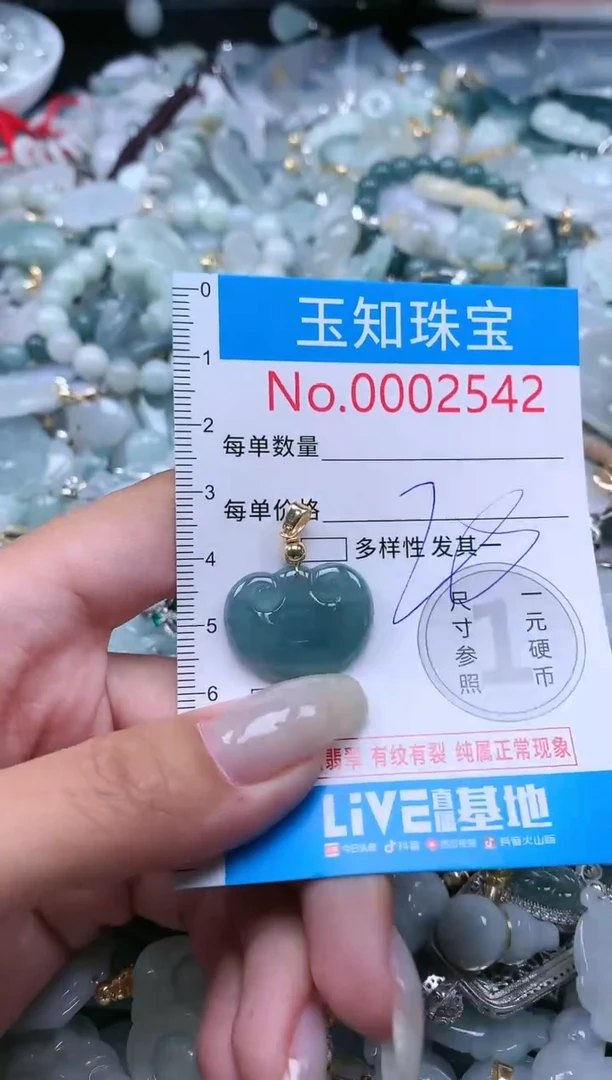 0
1
2
3
4
5
6
玉知珠宝
No.0002542
每单数量
每单价格
多样性 发其一
尺寸参照
1
一元硬币
翡翠 有纹有裂 纯属正常现象
LiVE直播基地
今日头条 抖音 西瓜视频 抖音火山版